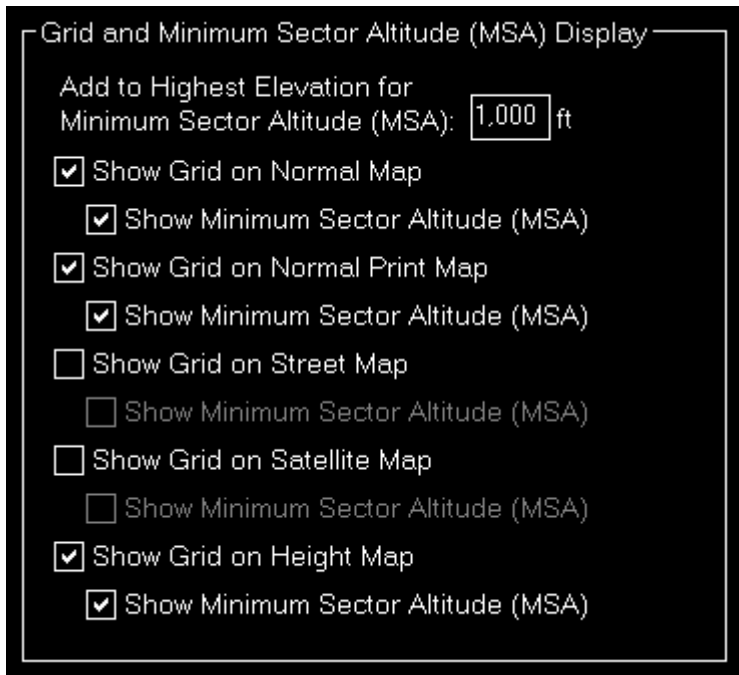 Grid and Minimum Sector Altitude (MSA) Display
Add to Highest Elevation for
Minimum Sector Altitude (MSA): 1,000 ft
Show Grid on Normal Map
Show Minimum Sector Altitude (MSA)
Show Grid on Normal Print Map
Show Minimum Sector Altitude (MSA)
Show Grid on Street Map
Show Minimum Sector Altitude (MSA)
Show Grid on Satellite Map
Show Minimum Sector Altitude (MSA)
Show Grid on Height Map
Show Minimum Sector Altitude (MSA)